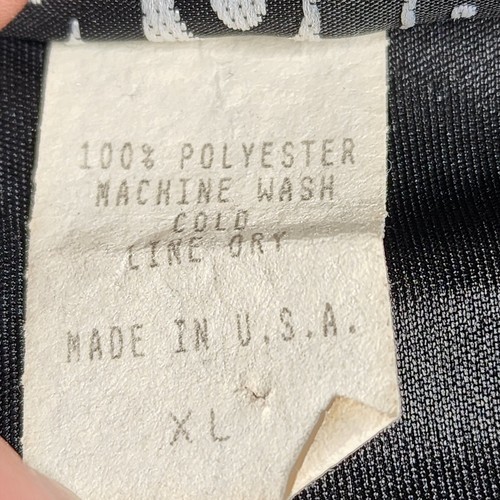 100% POLYESTER
MACHINE WASH
COLD
LINE DRY
MADE IN U.S.A.
XL